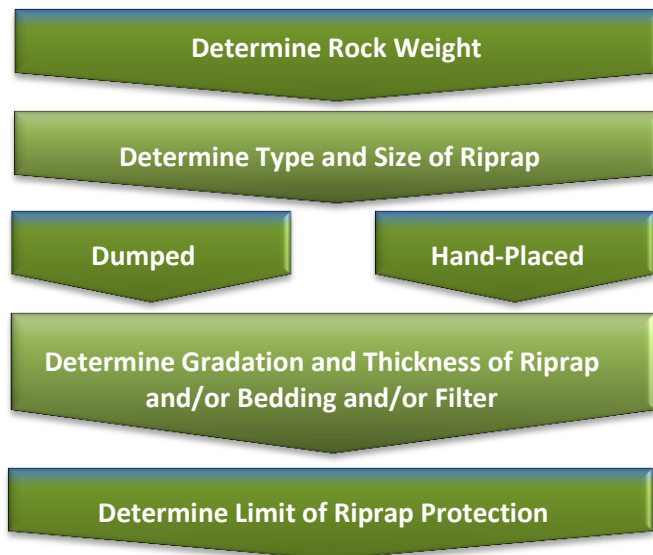 Determine Rock Weight
Determine Type and Size of Riprap
Dumped
Hand-Placed
Determine Gradation and Thickness of Riprap
and/or Bedding and/or Filter
Determine Limit of Riprap Protection